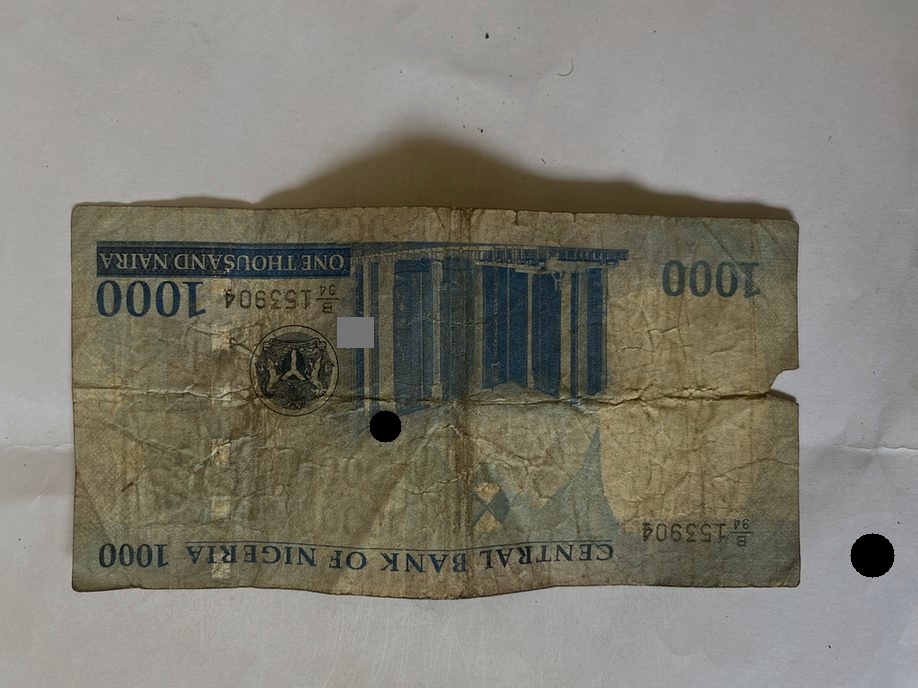 CENTRAL BANK OF NIGERIA 1000
B/94 153904
1000
B/94 153904 1000
ONE THOUSAND NAIRA